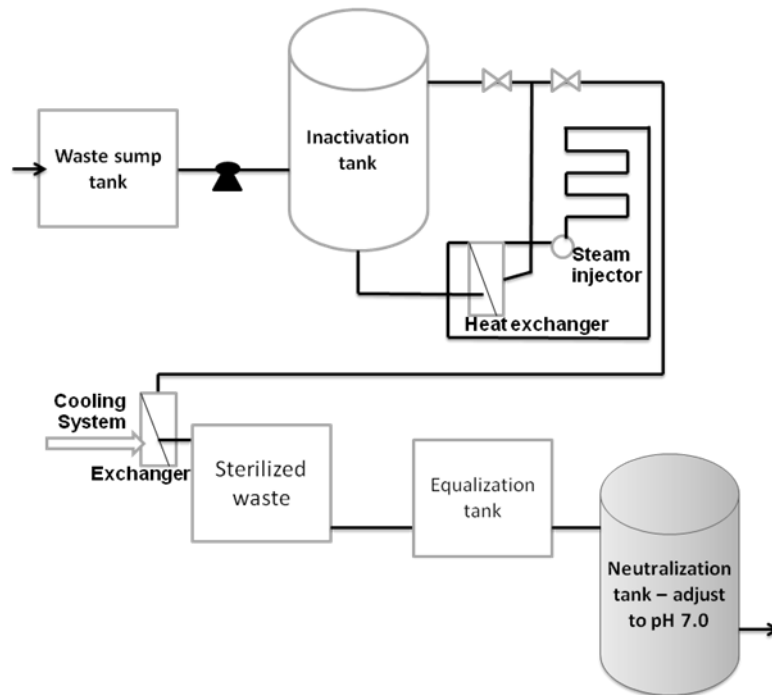 Waste sump
tank
Inactivation
tank
Steam
injector
Heat exchanger
Cooling
System
Exchanger
Sterilized
waste
Equalization
tank
Neutralization
tank – adjust
to pH 7.0